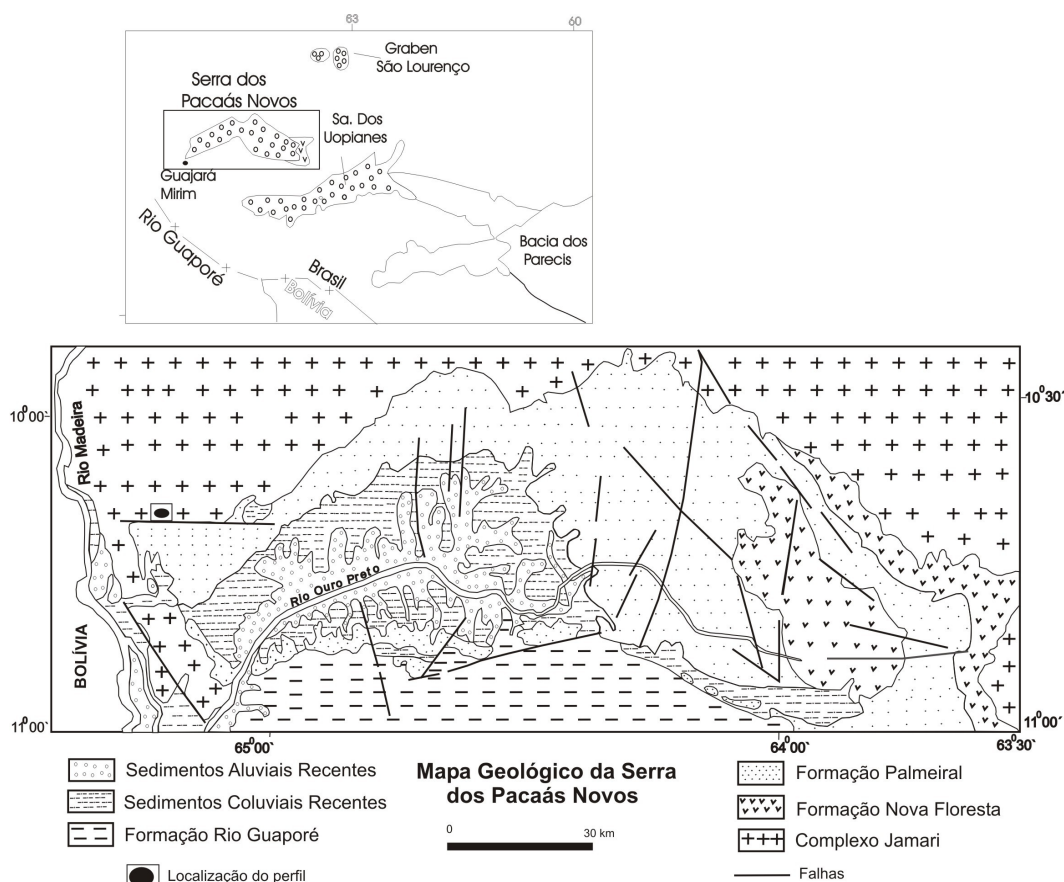 63
60
Graben
São Lourenço
Serra dos
Pacaás Novos
Sa. Dos
Uopianes
Guajará
Mirim
Rio Guaporé
Brasil
Bolívia
Bacia dos
Parecis
10°00'
10°30'
Rio Madeira
Rio Ouro Preto
BOLÍVIA
11°00'
11°00'
65°00'
64°00'
63°30'
Sedimentos Aluviais Recentes
Sedimentos Coluviais Recentes
Formação Rio Guaporé
Localização do perfil
Mapa Geológico da Serra
dos Pacaás Novos
0
30 km
Formação Palmeiral
Formação Nova Floresta
Complexo Jamari
Falhas